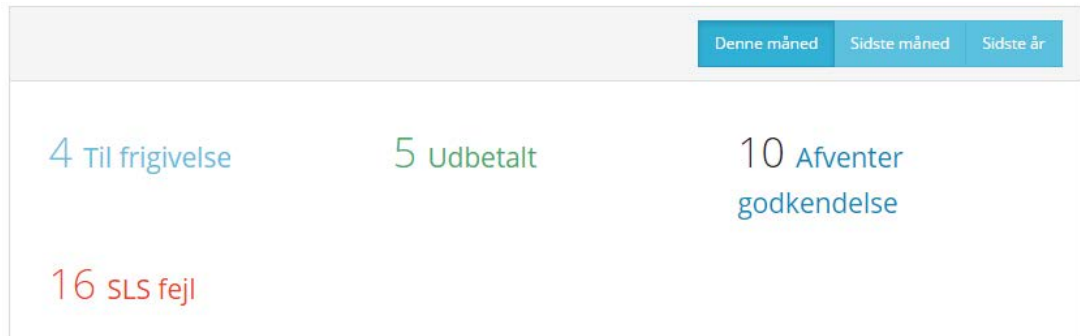 Denne måned Sidste måned Sidste år
4 Til frigivelse 5 Udbetalt 10 Afventer
godkendelse
16 SLS fejl